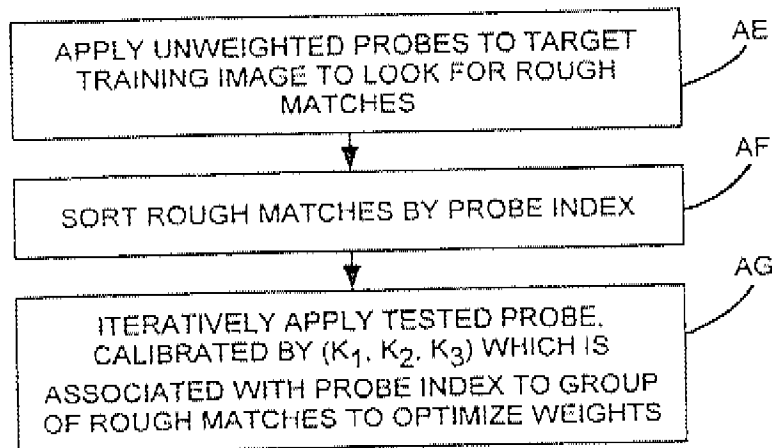 APPLY UNWEIGHTED PROBES TO TARGET
TRAINING IMAGE TO LOOK FOR ROUGH
MATCHES
AE
SORT ROUGH MATCHES BY PROBE INDEX
AF
ITERATIVELY APPLY TESTED PROBE,
CALIBRATED BY (K₁, K₂, K₃) WHICH IS
ASSOCIATED WITH PROBE INDEX TO GROUP
OF ROUGH MATCHES TO OPTIMIZE WEIGHTS
AG